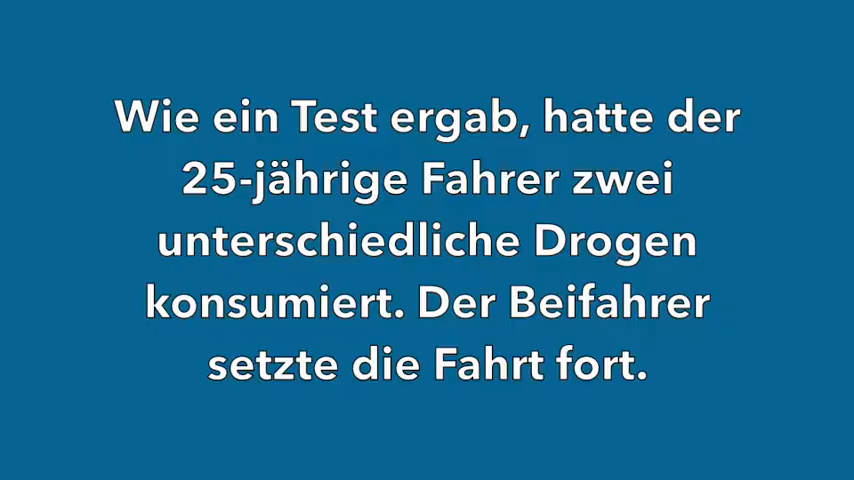 Wie ein Test ergab, hatte der
25-jährige Fahrer zwei
unterschiedliche Drogen
konsumiert. Der Beifahrer
setzte die Fahrt fort.